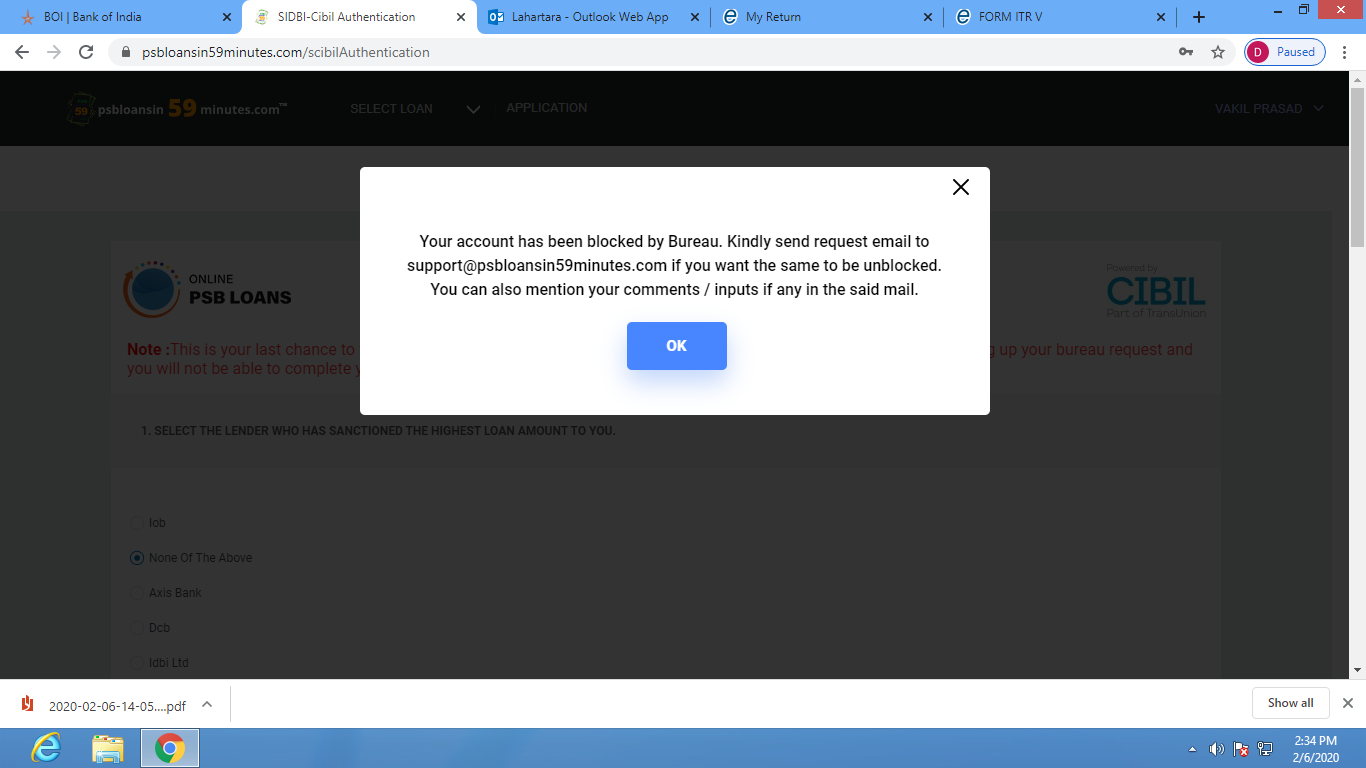 BOI | Bank of India
SIDBI-Cibil Authentication
Lahartara - Outlook Web App
My Return
FORM ITR V
psbloansin59minutes.com/scibilAuthentication
D Paused
59 psbloansin 59 minutes.com™
SELECT LOAN
APPLICATION
VAKIL PRASAD
Your account has been blocked by Bureau. Kindly send request email to
support@psbloansin59minutes.com if you want the same to be unblocked.
You can also mention your comments / inputs if any in the said mail.
OK
ONLINE
PSB LOANS
Powered by
CIBIL
Part of TransUnion
Note :This is your last chance to
up your bureau request and
you will not be able to complete
1. SELECT THE LENDER WHO HAS SANCTIONED THE HIGHEST LOAN AMOUNT TO YOU.
Iob
None Of The Above
Axis Bank
Dcb
Idbi Ltd
2020-02-06-14-05....pdf
Show all
2:34 PM
2/6/2020